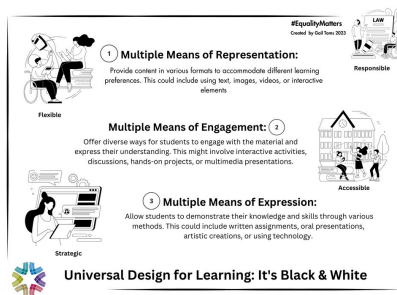 #EqualityMatters
Created by Gail Toms 2023
LAW
Responsible
1 Multiple Means of Representation:
Provide content in various formats to accommodate different learning
preferences. This could include using text, images, videos, or interactive
elements
Flexible
Multiple Means of Engagement: 2
Offer diverse ways for students to engage with the material and
express their understanding. This might involve interactive activities,
discussions, hands-on projects, or multimedia presentations.
Accessible
3 Multiple Means of Expression:
Allow students to demonstrate their knowledge and skills through various
methods. This could include written assignments, oral presentations,
artistic creations, or using technology.
Strategic
Universal Design for Learning: It's Black & White